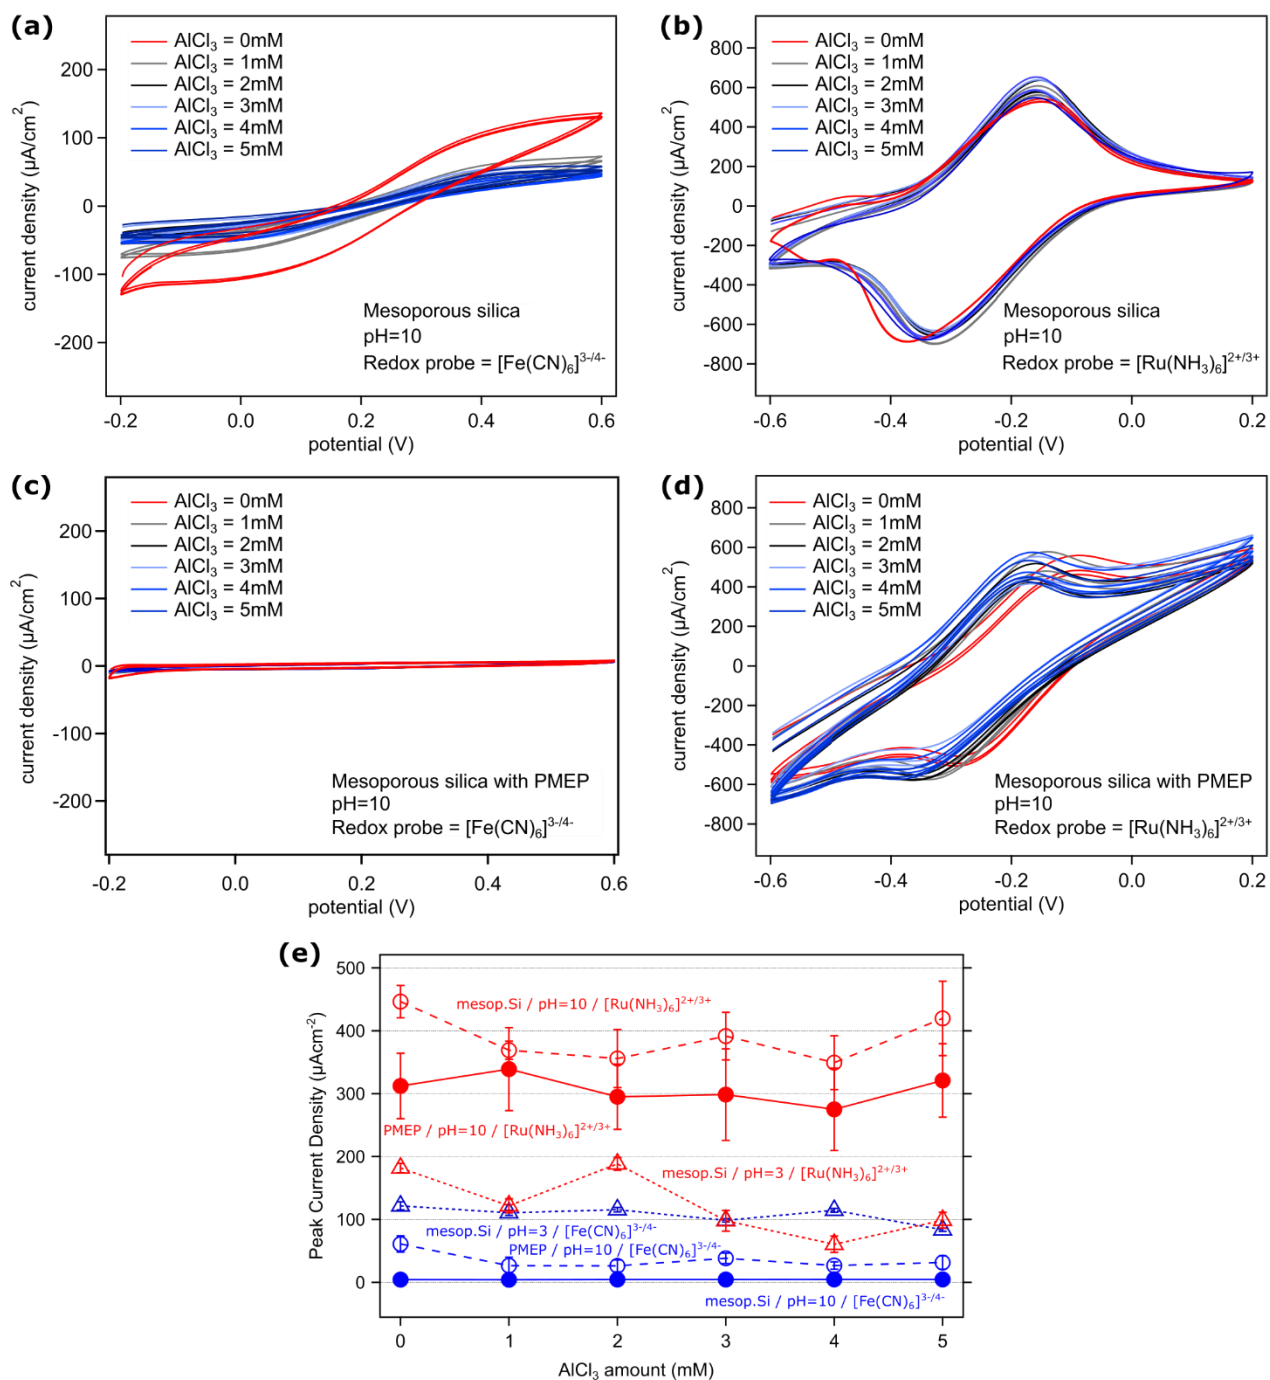 (a)
AlCl₃ = 0mM
AlCl₃ = 1mM
AlCl₃ = 2mM
AlCl₃ = 3mM
AlCl₃ = 4mM
AlCl₃ = 5mM
200
100
0
-100
-200
current density (µA/cm²)
Mesoporous silica
pH=10
Redox probe = [Fe(CN)₆]³⁻/⁴⁻
-0.2
0.0
0.2
0.4
0.6
potential (V)
(b)
AlCl₃ = 0mM
AlCl₃ = 1mM
AlCl₃ = 2mM
AlCl₃ = 3mM
AlCl₃ = 4mM
AlCl₃ = 5mM
800
600
400
200
0
-200
-400
-600
-800
current density (µA/cm²)
Mesoporous silica
pH=10
Redox probe = [Ru(NH₃)₆]²⁺/³⁺
-0.6
-0.4
-0.2
0.0
0.2
potential (V)
(c)
AlCl₃ = 0mM
AlCl₃ = 1mM
AlCl₃ = 2mM
AlCl₃ = 3mM
AlCl₃ = 4mM
AlCl₃ = 5mM
200
100
0
-100
-200
current density (µA/cm²)
Mesoporous silica with PMEP
pH=10
Redox probe = [Fe(CN)₆]³⁻/⁴⁻
-0.2
0.0
0.2
0.4
0.6
potential (V)
(d)
AlCl₃ = 0mM
AlCl₃ = 1mM
AlCl₃ = 2mM
AlCl₃ = 3mM
AlCl₃ = 4mM
AlCl₃ = 5mM
800
600
400
200
0
-200
-400
-600
-800
current density (µA/cm²)
Mesoporous silica with PMEP
pH=10
Redox probe = [Ru(NH₃)₆]²⁺/³⁺
-0.6
-0.4
-0.2
0.0
0.2
potential (V)
(e)
500
400
300
200
100
0
Peak Current Density (µAcm⁻²)
mesop.Si / pH=10 / [Ru(NH₃)₆]²⁺/³⁺
PMEP / pH=10 / [Ru(NH₃)₆]²⁺/³⁺
mesop.Si / pH=3 / [Ru(NH₃)₆]²⁺/³⁺
mesop.Si / pH=3 / [Fe(CN)₆]³⁻/⁴⁻
PMEP / pH=10 / [Fe(CN)₆]³⁻/⁴⁻
mesop.Si / pH=10 / [Fe(CN)₆]³⁻/⁴⁻
0
1
2
3
4
5
AlCl₃ amount (mM)